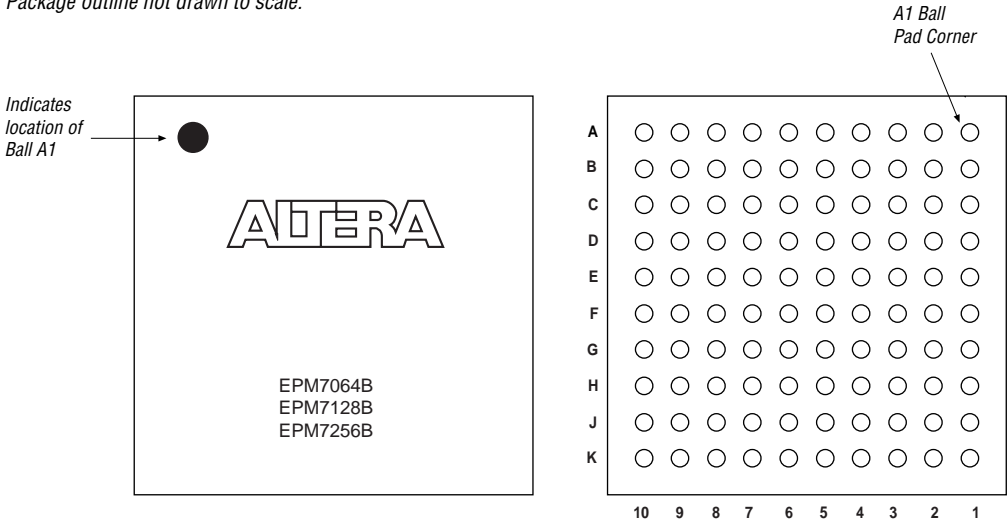 Package outline not drawn to scale.
A1 Ball
Pad Corner
Indicates
location of
Ball A1
ALTERA
EPM7064B
EPM7128B
EPM7256B
A
B
C
D
E
F
G
H
J
K
10 9 8 7 6 5 4 3 2 1